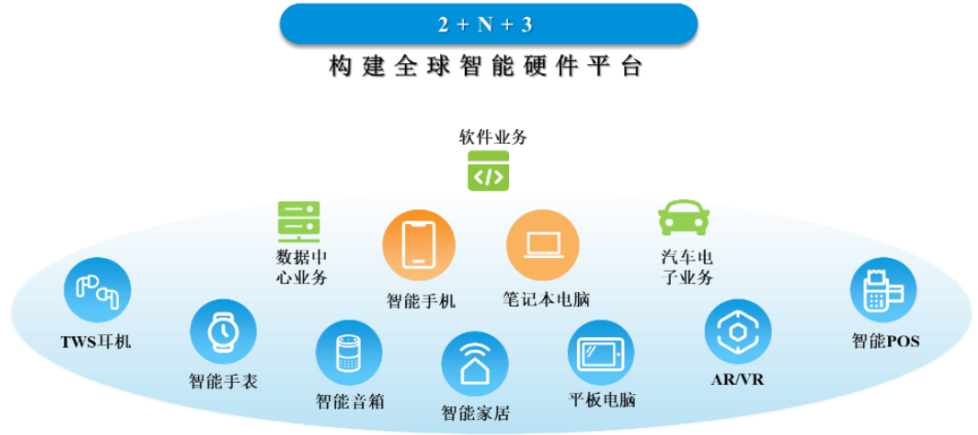 2 + N + 3
构建全球智能硬件平台
软件业务
</>
数据中
心业务
智能手机
笔记本电脑
汽车电
子业务
TWS耳机
智能手表
智能音箱
智能家居
平板电脑
AR/VR
智能POS